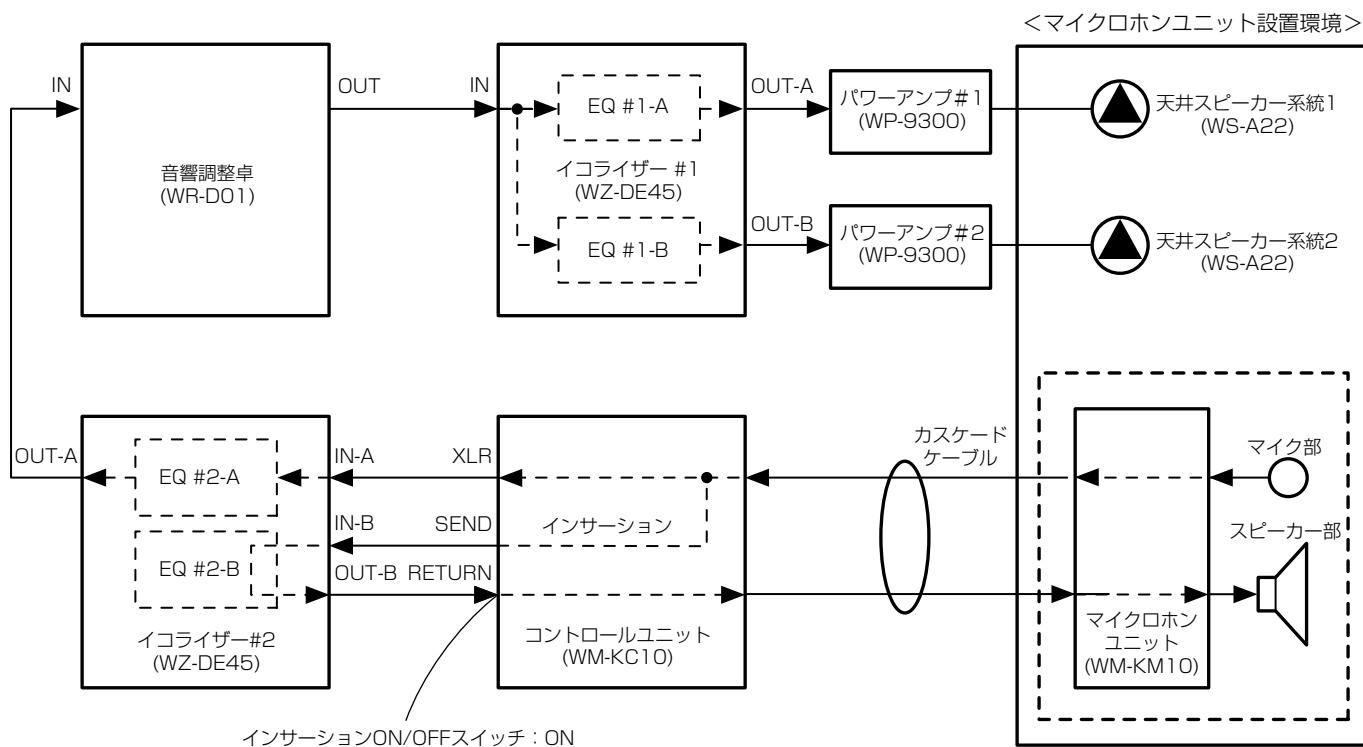 ＜マイクロホンユニット設置環境＞
IN
OUT
IN
EQ #1-A
OUT-A
パワーアンプ#1
(WP-9300)
天井スピーカー系統1
(WS-A22)
音響調整卓
(WR-D01)
イコライザー #1
(WZ-DE45)
EQ #1-B
OUT-B
パワーアンプ#2
(WP-9300)
天井スピーカー系統2
(WS-A22)
OUT-A
EQ #2-A
IN-A
XLR
カスケード
ケーブル
マイク部
IN-B
SEND
インサーション
スピーカー部
EQ #2-B
OUT-B
RETURN
イコライザー#2
(WZ-DE45)
コントロールユニット
(WM-KC10)
マイクロホン
ユニット
(WM-KM10)
インサーションON/OFFスイッチ：ON